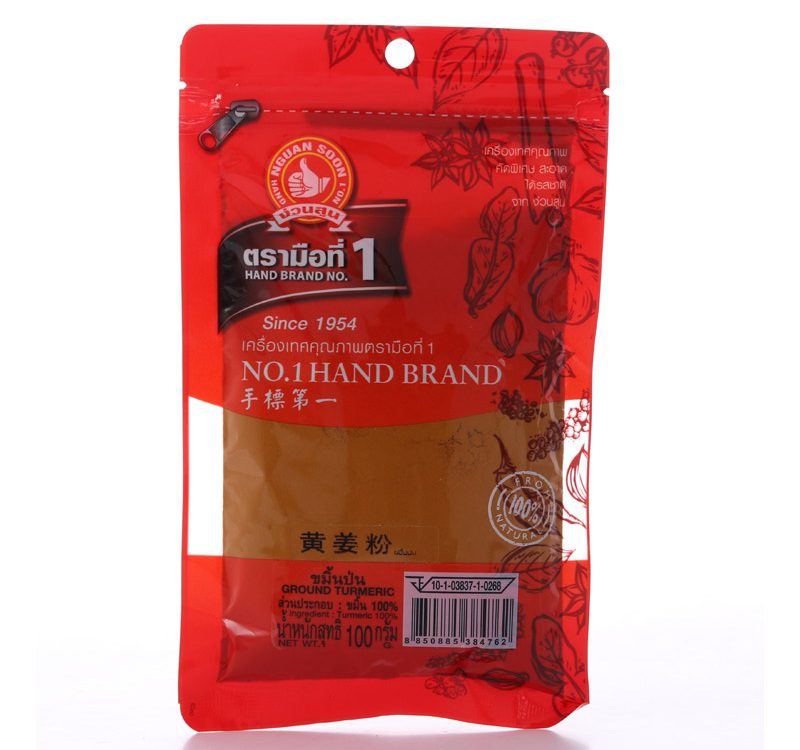 เครื่องเทศคุณภาพ
คัดพิเศษ สะอาด
ได้รสชาติ
จาก ง่วนสูน
NGUAN SOON
HAND NO.1
ง่วนสูน
ตรามือที่ 1
HAND BRAND NO.
Since 1954
เครื่องเทศคุณภาพตรามือที่ 1
NO.1 HAND BRAND
手標第一
100%
NATURAL
黄姜粉
ขมิ้นป่น
GROUND TURMERIC
ส่วนประกอบ : ขมิ้น 100%
Ingredient : Turmeric 100%
น้ำหนักสุทธิ 100 กรัม
NET WT.1 G.
10-1-03837-1-0268
8 850885 384762